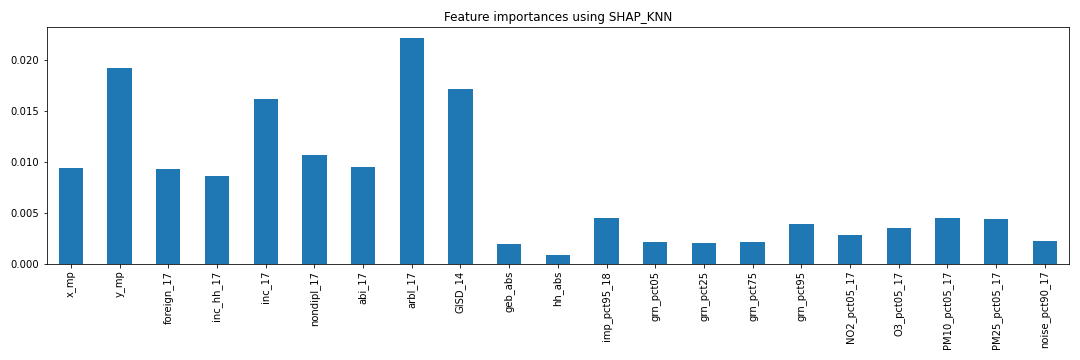 Feature importances using SHAP_KNN
0.020
0.015
0.010
0.005
0.000
x_mp
y_mp
foreign_17
inc_hh_17
inc_17
nondipl_17
abi_17
arbl_17
GISD_14
geb_abs
hh_abs
imp_pct95_18
grn_pct05
grn_pct25
grn_pct75
grn_pct95
NO2_pct05_17
O3_pct05_17
PM10_pct05_17
PM25_pct05_17
noise_pct90_17